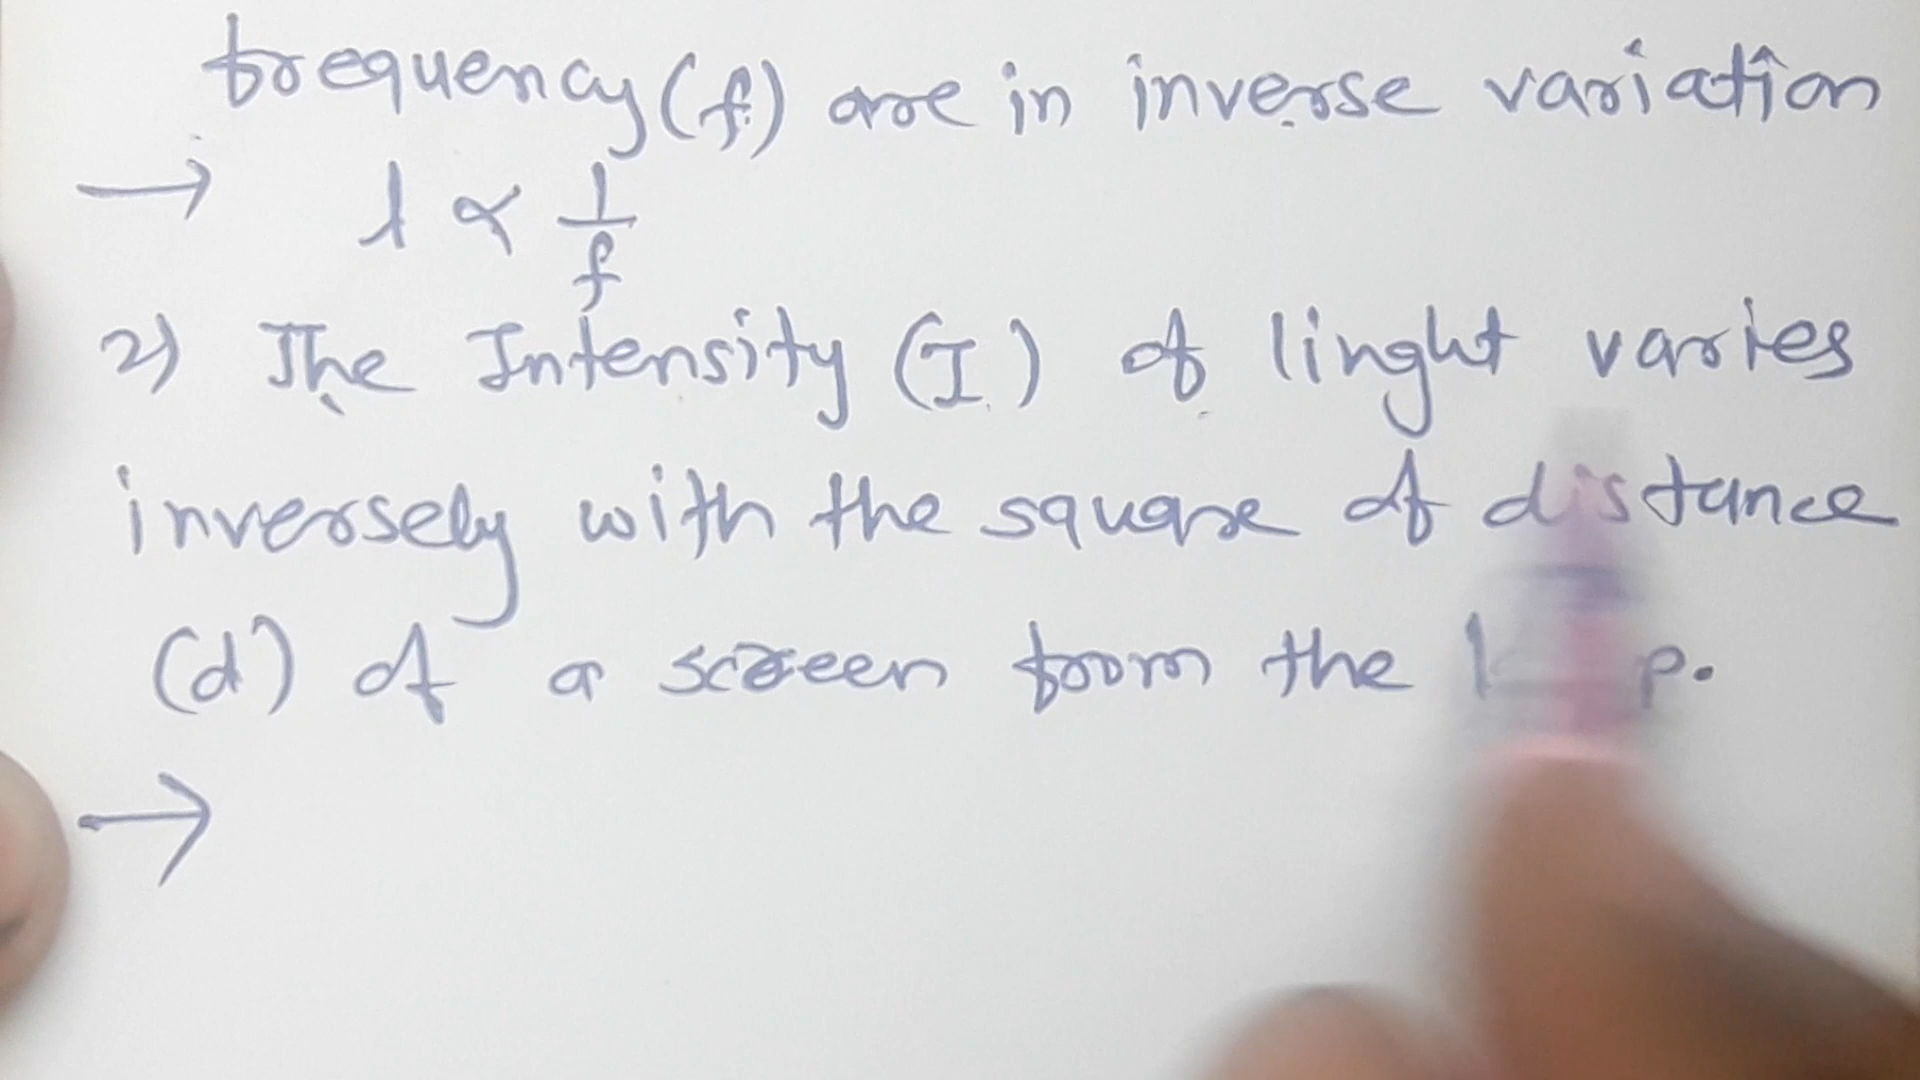 frequency (f) are in inverse variation
→ l ∝ 1/f
2) The Intensity (I) of linght varies
inversely with the square of distance
(d) of a screen from the
→